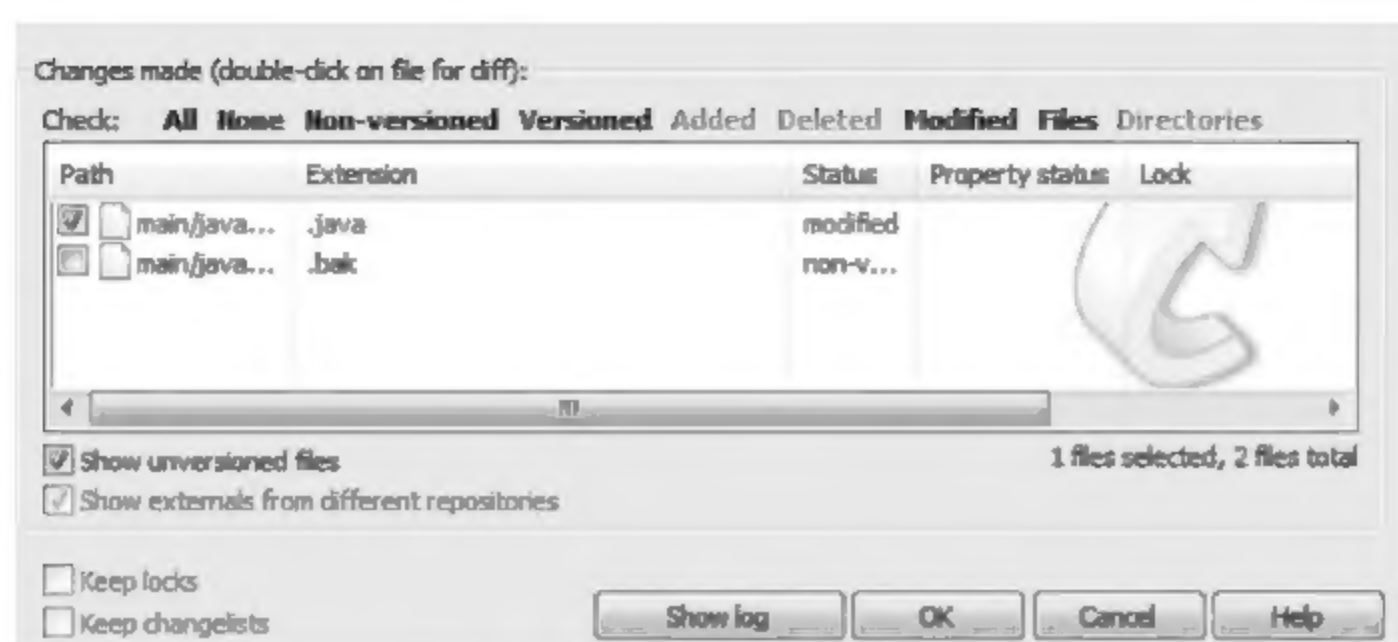 Changes made (double-click on file for diff):
Check: All None Non-versioned Versioned Added Deleted Modified Files Directories
Path Extension Status Property status Lock
main/java... .java modified
main/java... .bak non-v...
Show unversioned files 1 files selected, 2 files total
Show externals from different repositories
Keep locks
Keep changelists Show log OK Cancel Help